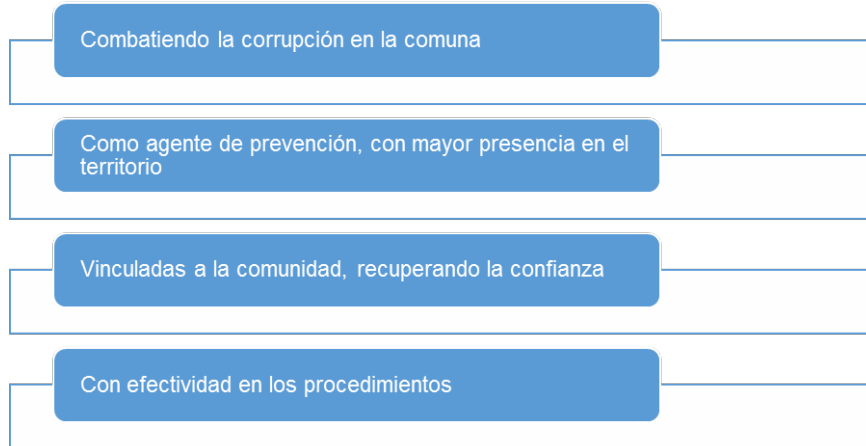 Combatiendo la corrupción en la comuna
Como agente de prevención, con mayor presencia en el
territorio
Vinculadas a la comunidad, recuperando la confianza
Con efectividad en los procedimientos